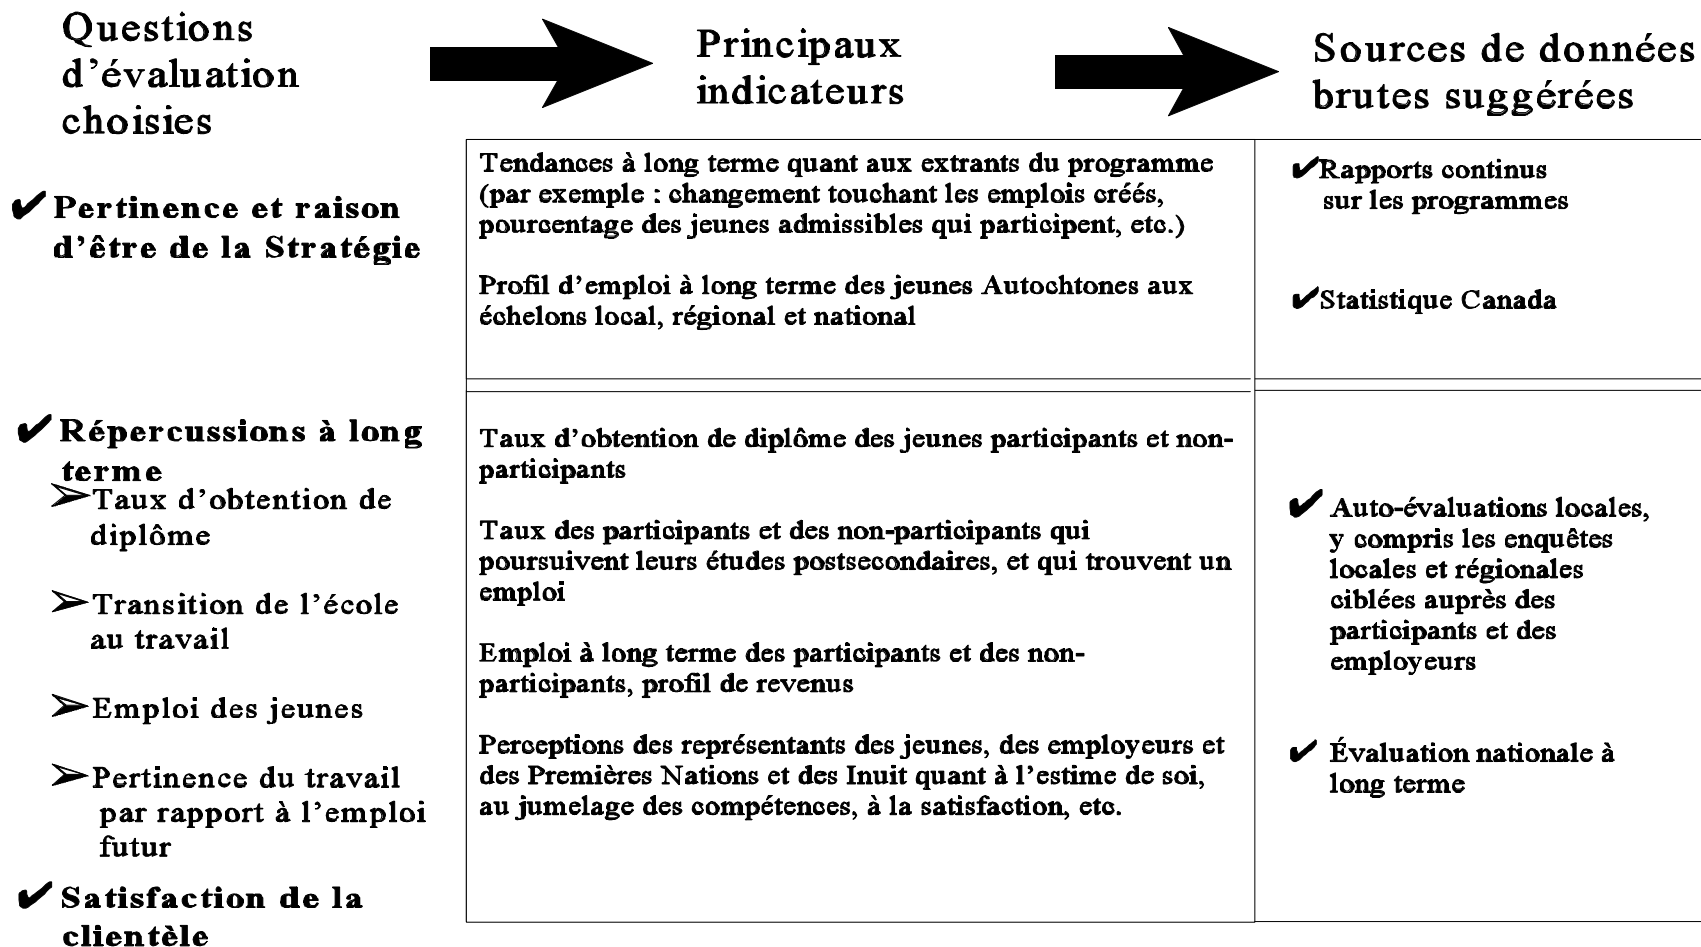 Questions
d'évaluation
choisies
Principaux
indicateurs
Sources de données
brutes suggérées
✔ Pertinence et raison
d'être de la Stratégie
Tendances à long terme quant aux extrants du programme
(par exemple : changement touchant les emplois créés,
pourcentage des jeunes admissibles qui participent, etc.)
Profil d'emploi à long terme des jeunes Autochtones aux
échelons local, régional et national
✔Rapports continus
sur les programmes
✔Statistique Canada
✔ Répercussions à long
terme
➢Taux d'obtention de
diplôme
➢Transition de l'école
au travail
➢Emploi des jeunes
➢Pertinence du travail
par rapport à l'emploi
futur
✔ Satisfaction de la
clientèle
Taux d'obtention de diplôme des jeunes participants et non-
participants
Taux des participants et des non-participants qui
poursuivent leurs études postsecondaires, et qui trouvent un
emploi
Emploi à long terme des participants et des non-
participants, profil de revenus
Perceptions des représentants des jeunes, des employeurs et
des Premières Nations et des Inuit quant à l'estime de soi,
au jumelage des compétences, à la satisfaction, etc.
✔ Auto-évaluations locales,
y compris les enquêtes
locales et régionales
ciblées auprès des
participants et des
employeurs
✔ Évaluation nationale à
long terme